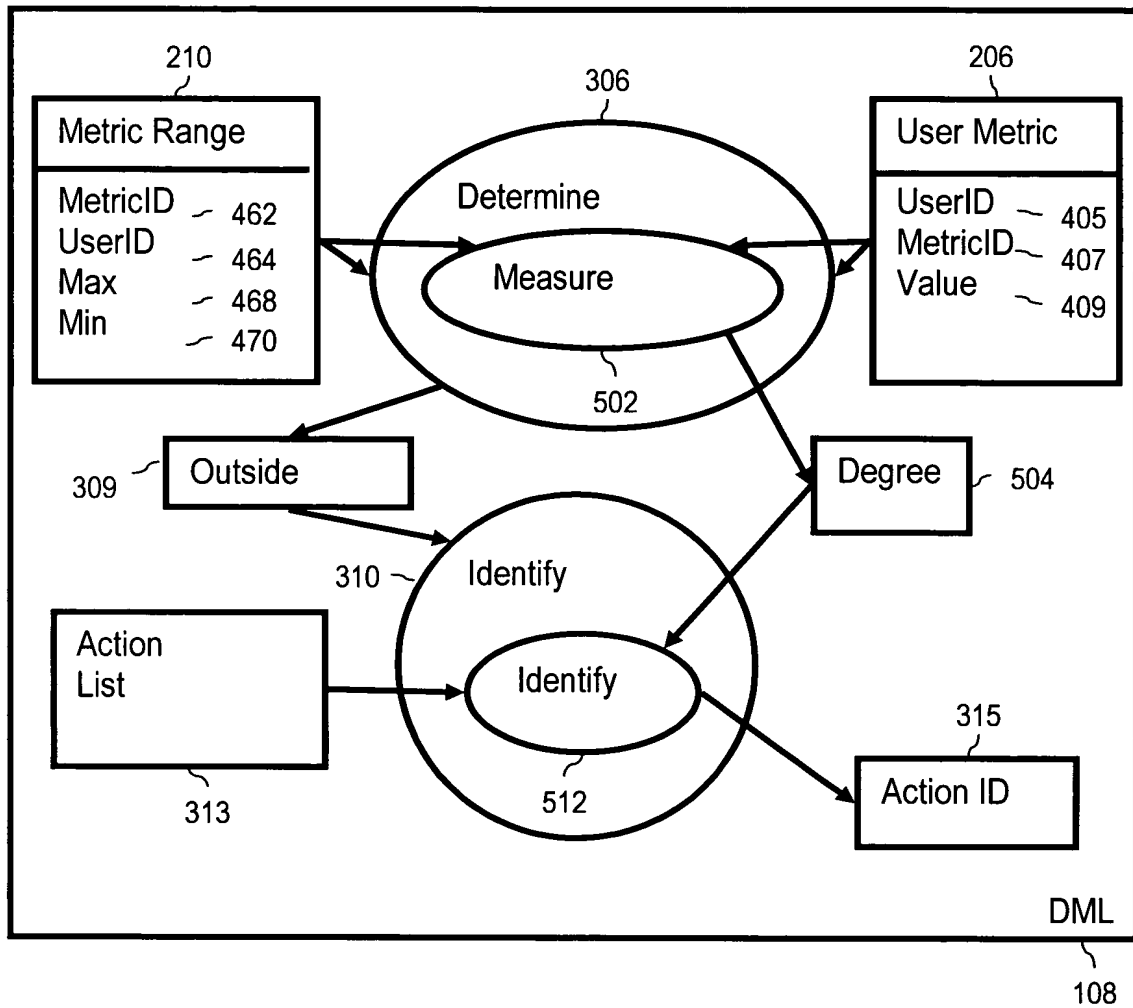 210
306
206
Metric Range
User Metric
MetricID 462
UserID 464
Max 468
Min 470
Determine
Measure
UserID 405
MetricID 407
Value 409
502
309
Outside
Degree
504
310
Identify
Action
List
Identify
315
313
512
Action ID
DML
108